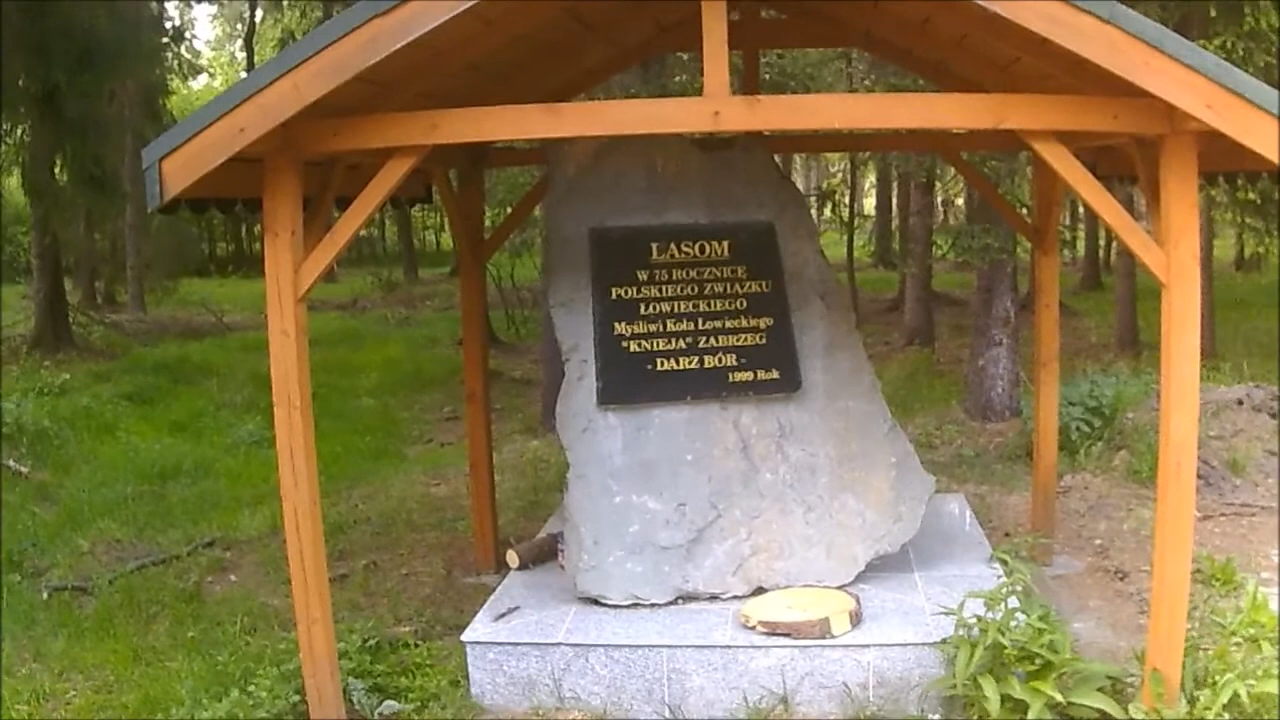 LASOM
W 75 ROCZNICĘ
POLSKIEGO ZWIĄZKU
ŁOWIECKIEGO
Myśliwi Koła Łowieckiego
"KNIEJA" ZABRZEG
- DARZ BÓR -
1999 Rok